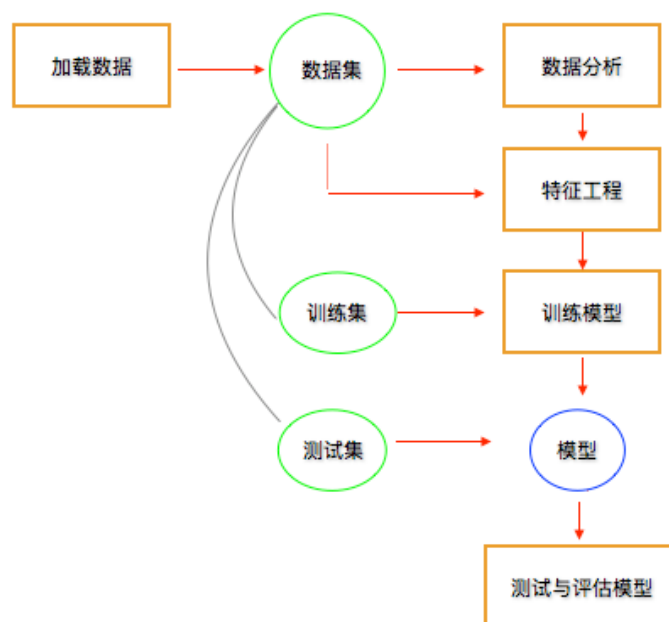 加载数据
数据集
数据分析
特征工程
训练集
训练模型
测试集
模型
测试与评估模型